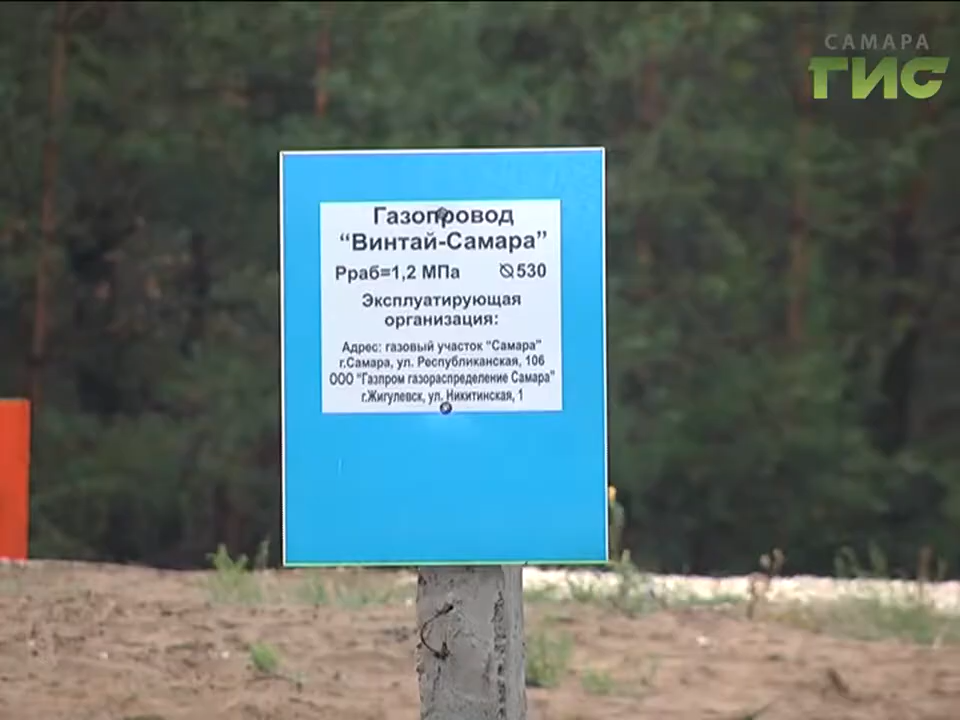 САМАРА
ГИС
Газопровод
“Винтай-Самара”
Рраб=1,2 МПа ⌀530
Эксплуатирующая
организация:
Адрес: газовый участок “Самара”
г.Самара, ул. Республиканская, 106
ООО “Газпром газораспределение Самара”
г.Жигулевск, ул. Никитинская, 1